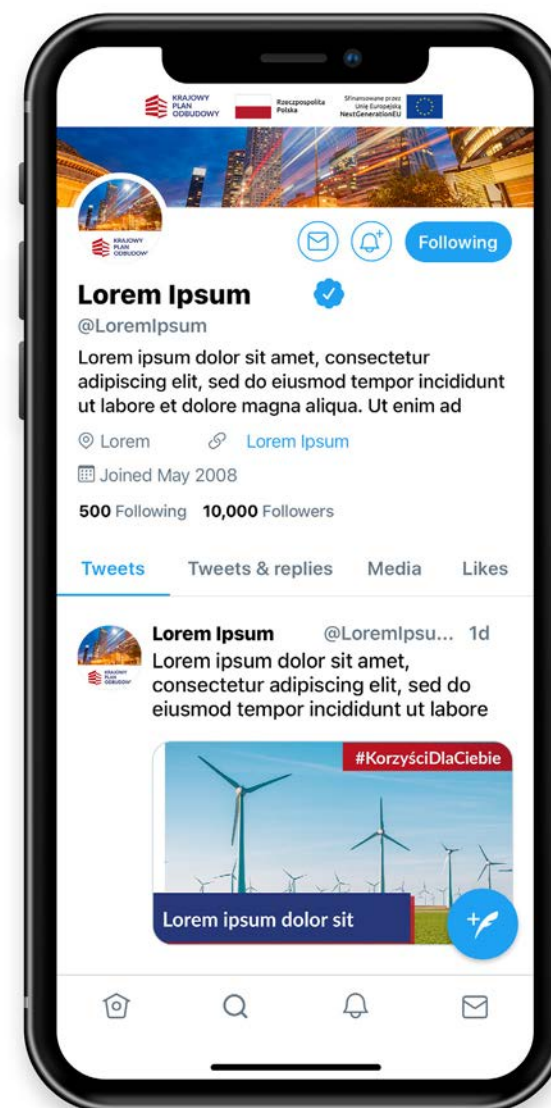 KRAJOWY
PLAN
ODBUDOWY
Rzeczpospolita
Polska
Sfinansowane przez
Unię Europejską
NextGenerationEU
KRAJOWY
PLAN
ODBUDOWY
Following
Lorem Ipsum
@LoremIpsum
Lorem ipsum dolor sit amet, consectetur
adipiscing elit, sed do eiusmod tempor incididunt
ut labore et dolore magna aliqua. Ut enim ad
Lorem Lorem Ipsum
Joined May 2008
500 Following 10,000 Followers
Tweets Tweets & replies Media Likes
Lorem Ipsum @LoremIpsu... 1d
Lorem ipsum dolor sit amet,
consectetur adipiscing elit, sed do
eiusmod tempor incididunt ut labore
KRAJOWY
PLAN
ODBUDOWY
#KorzyściDlaCiebie
Lorem ipsum dolor sit